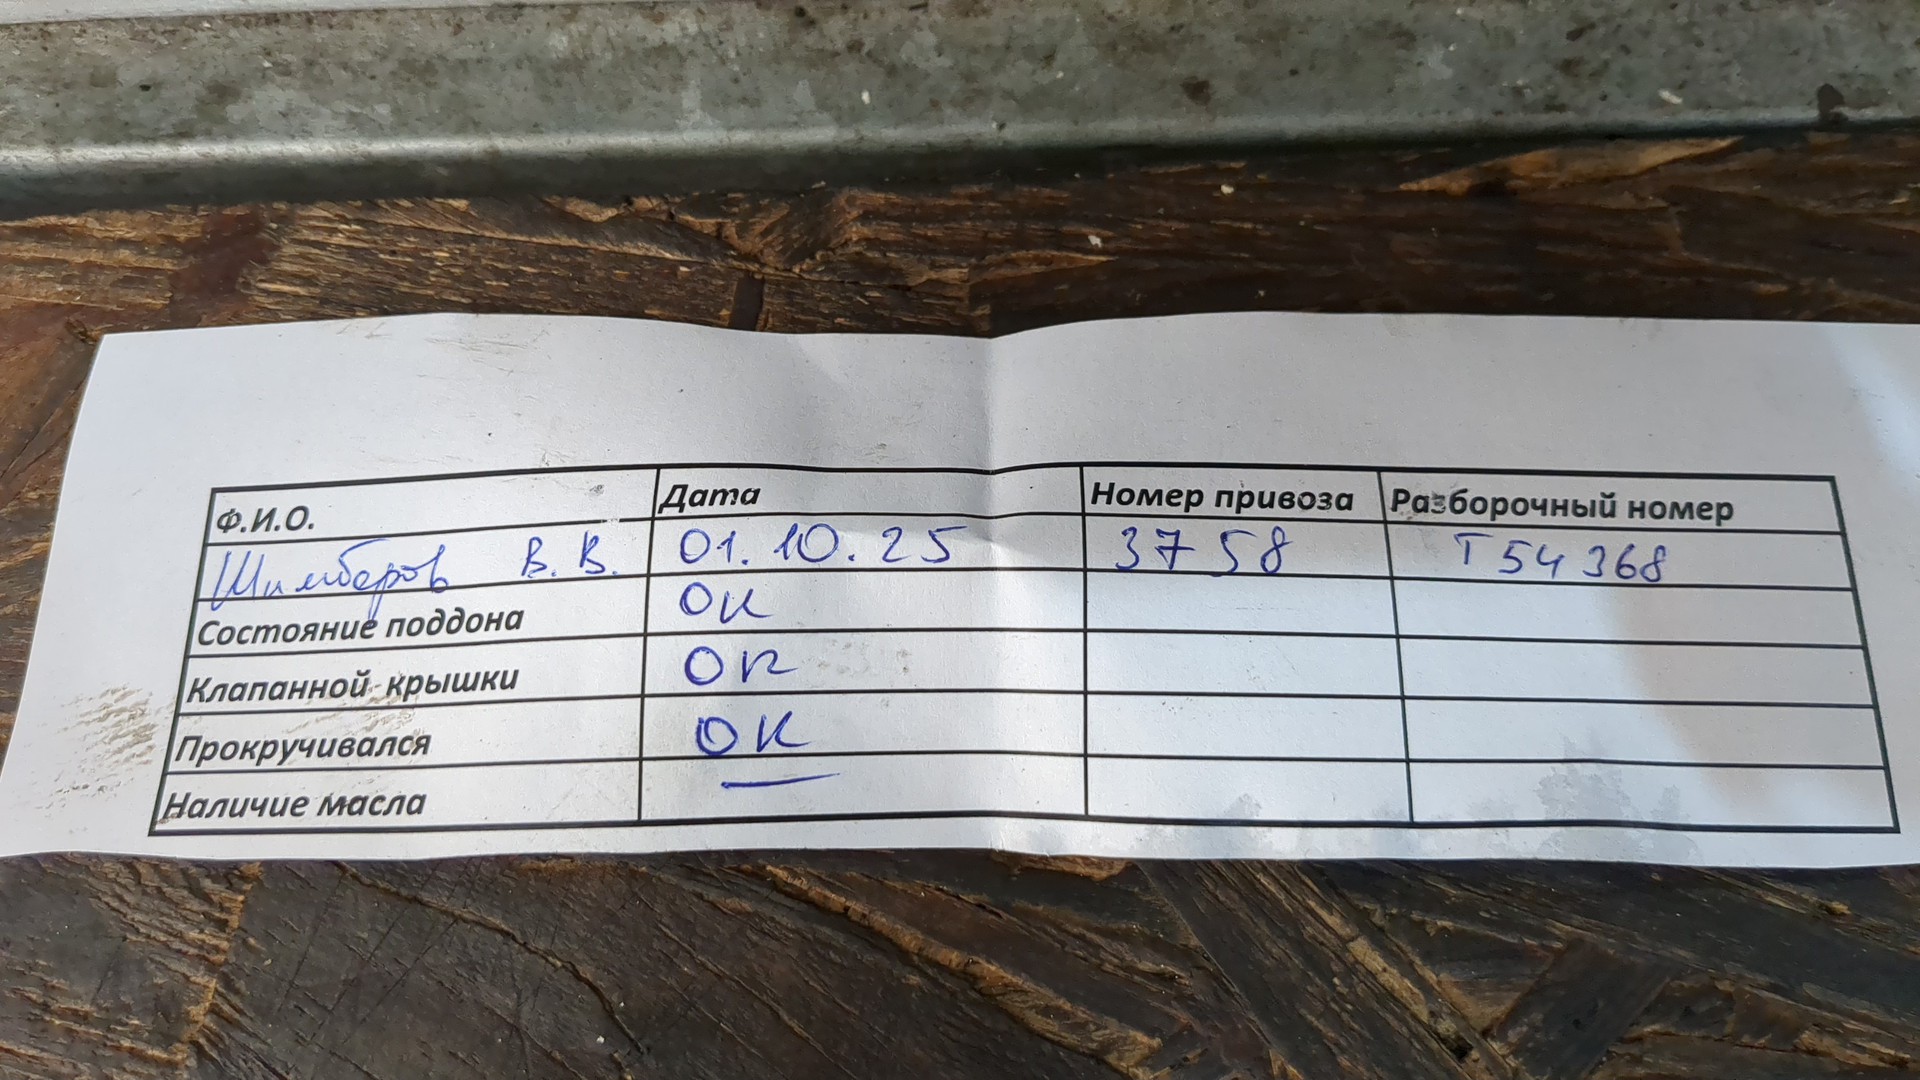 Ф.И.О. Дата Номер привоза Разборочный номер
Шимберов В.В. 01.10.25 3758 Т54368
Состояние поддона ОК
Клапанной крышки ОК
Прокручивался ОК
Наличие масла —